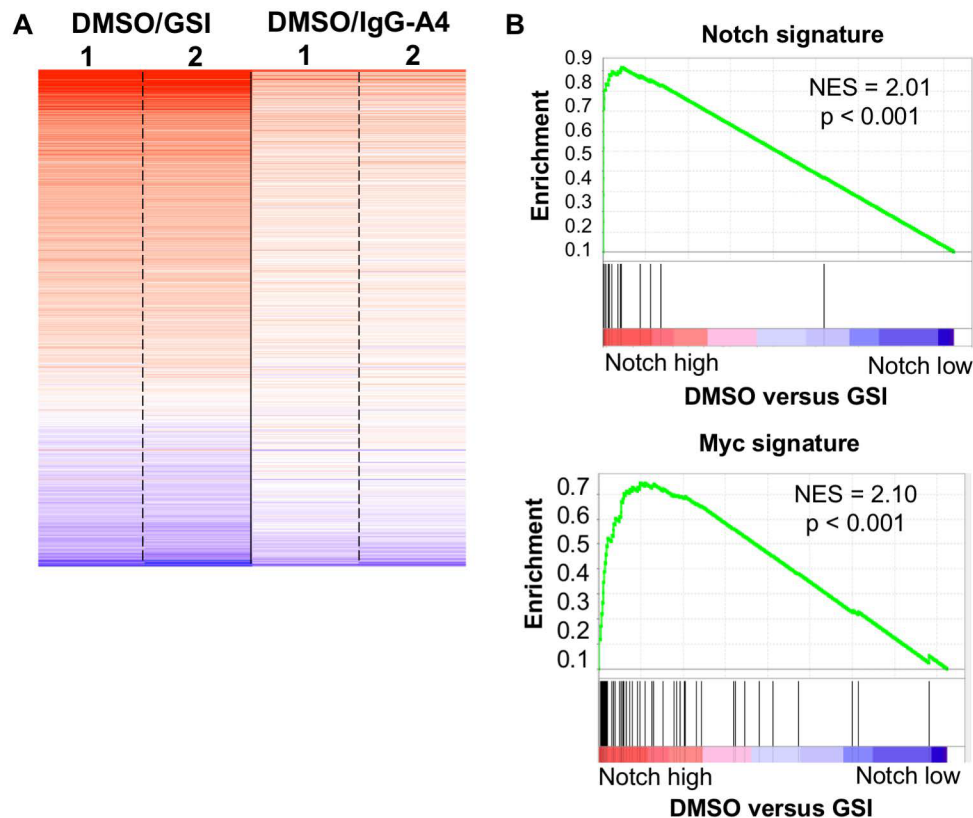 A
DMSO/GSI DMSO/IgG-A4
1 2 1 2
B
Notch signature
NES = 2.01
p < 0.001
Enrichment
0.9
0.8
0.7
0.6
0.5
0.4
0.3
0.2
0.1
Notch high Notch low
DMSO versus GSI
Myc signature
NES = 2.10
p < 0.001
Enrichment
0.7
0.6
0.5
0.4
0.3
0.2
0.1
Notch high Notch low
DMSO versus GSI